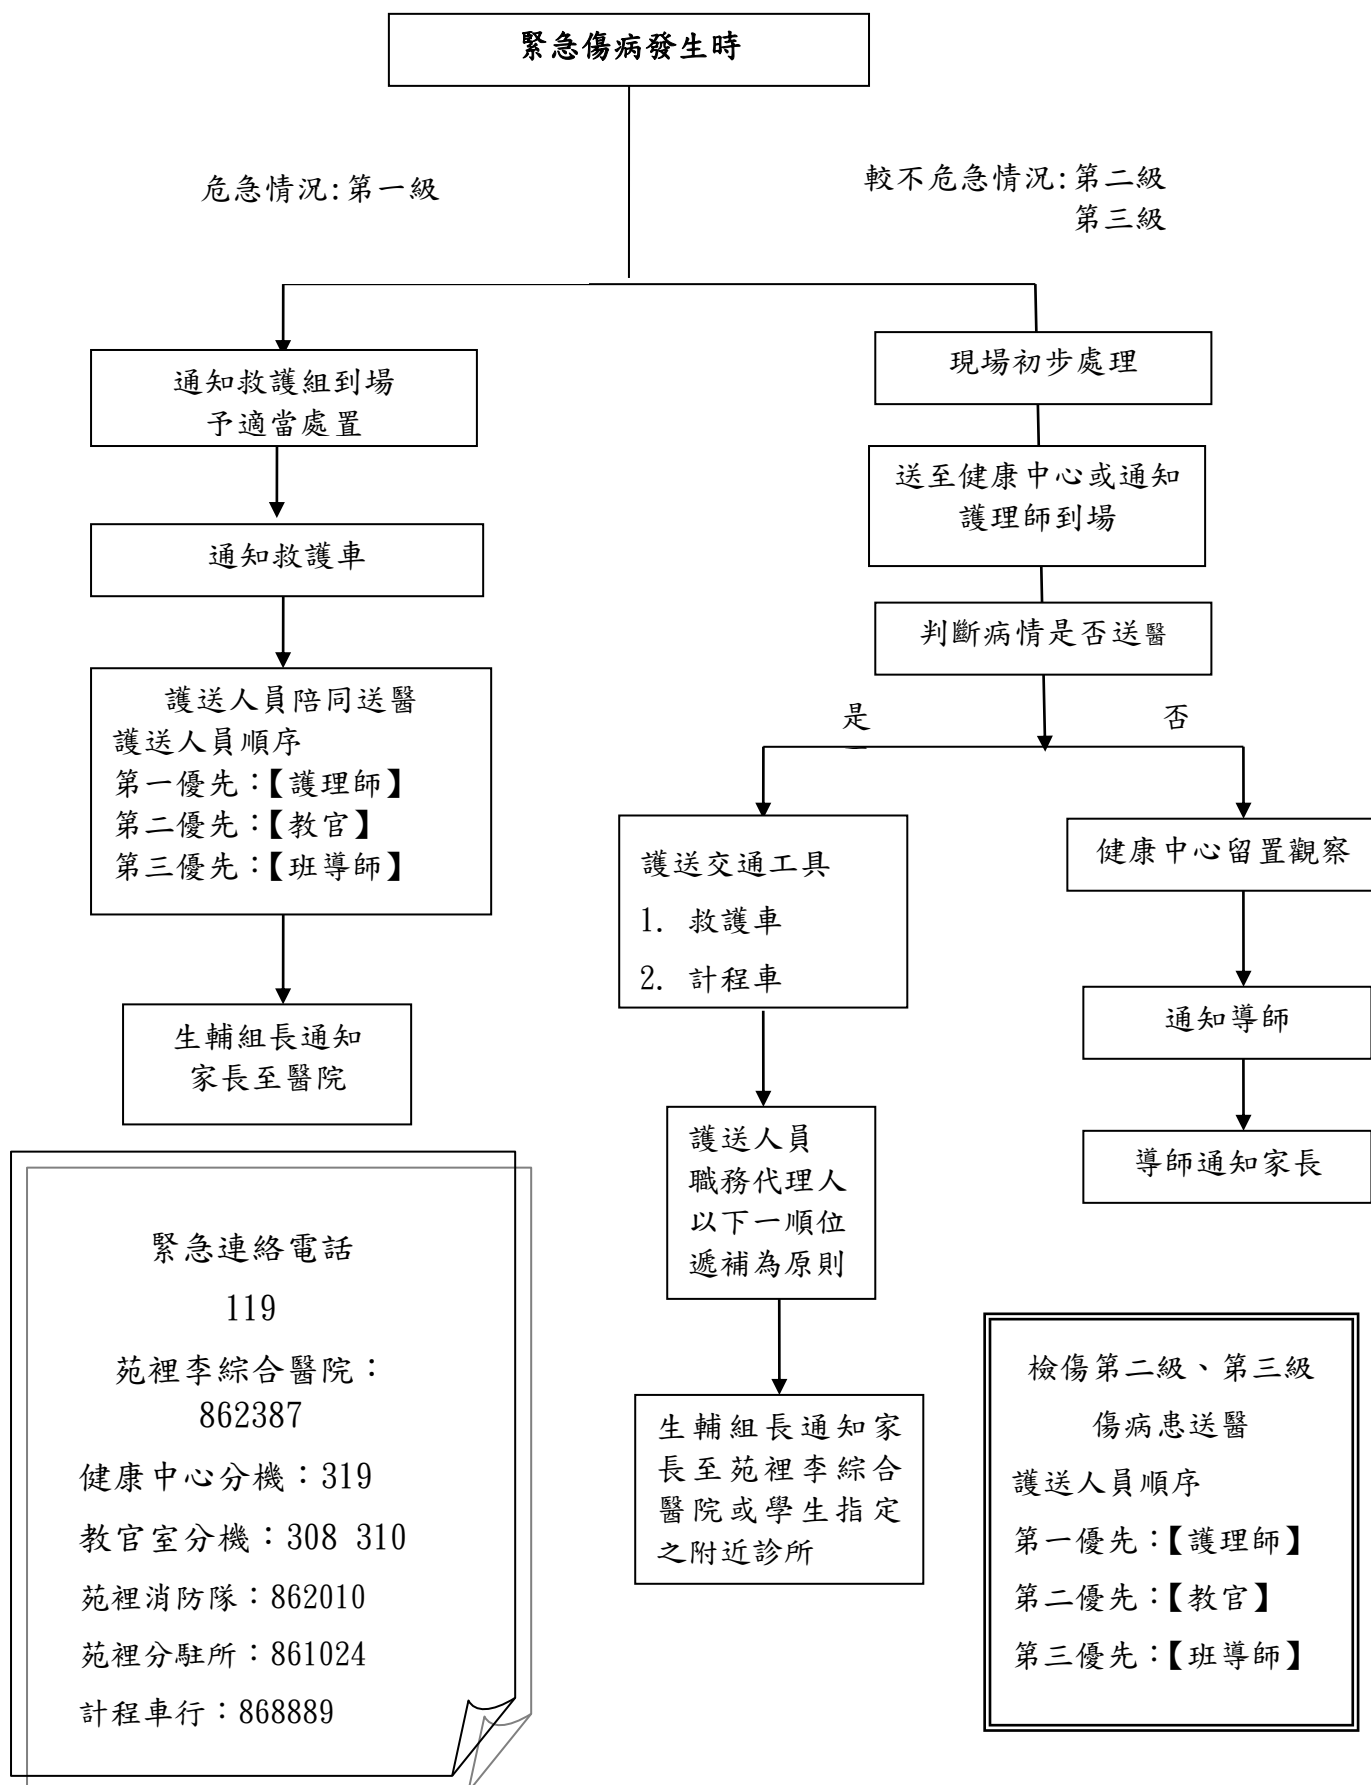 緊急傷病發生時
危急情況:第一級
較不危急情況:第二級
第三級
通知救護組到場
予適當處置
通知救護車
護送人員陪同送醫
護送人員順序
第一優先：【護理師】
第二優先：【教官】
第三優先：【班導師】
生輔組長通知
家長至醫院
現場初步處理
送至健康中心或通知
護理師到場
判斷病情是否送醫
是
否
護送交通工具
1. 救護車
2. 計程車
護送人員
職務代理人
以下一順位
遞補為原則
生輔組長通知家
長至苑裡李綜合
醫院或學生指定
之附近診所
健康中心留置觀察
通知導師
導師通知家長
緊急連絡電話
119
苑裡李綜合醫院：
862387
健康中心分機：319
教官室分機：308 310
苑裡消防隊：862010
苑裡分駐所：861024
計程車行：868889
檢傷第二級、第三級
傷病患送醫
護送人員順序
第一優先：【護理師】
第二優先：【教官】
第三優先：【班導師】